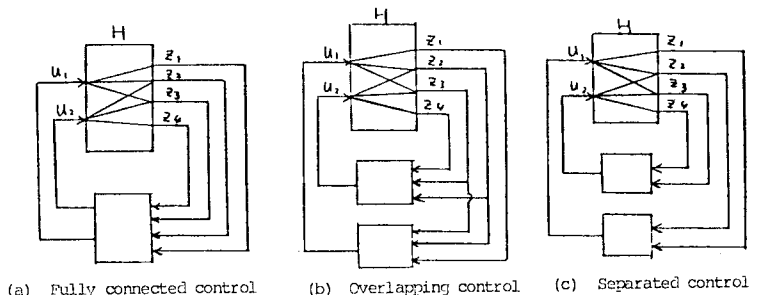 H
u₁
u₂
z₁
z₂
z₃
z₄
H
u₁
u₂
z₁
z₂
z₃
z₄
H
u₁
u₂
z₁
z₂
z₃
z₄
(a) Fully connected control
(b) Overlapping control
(c) Separated control